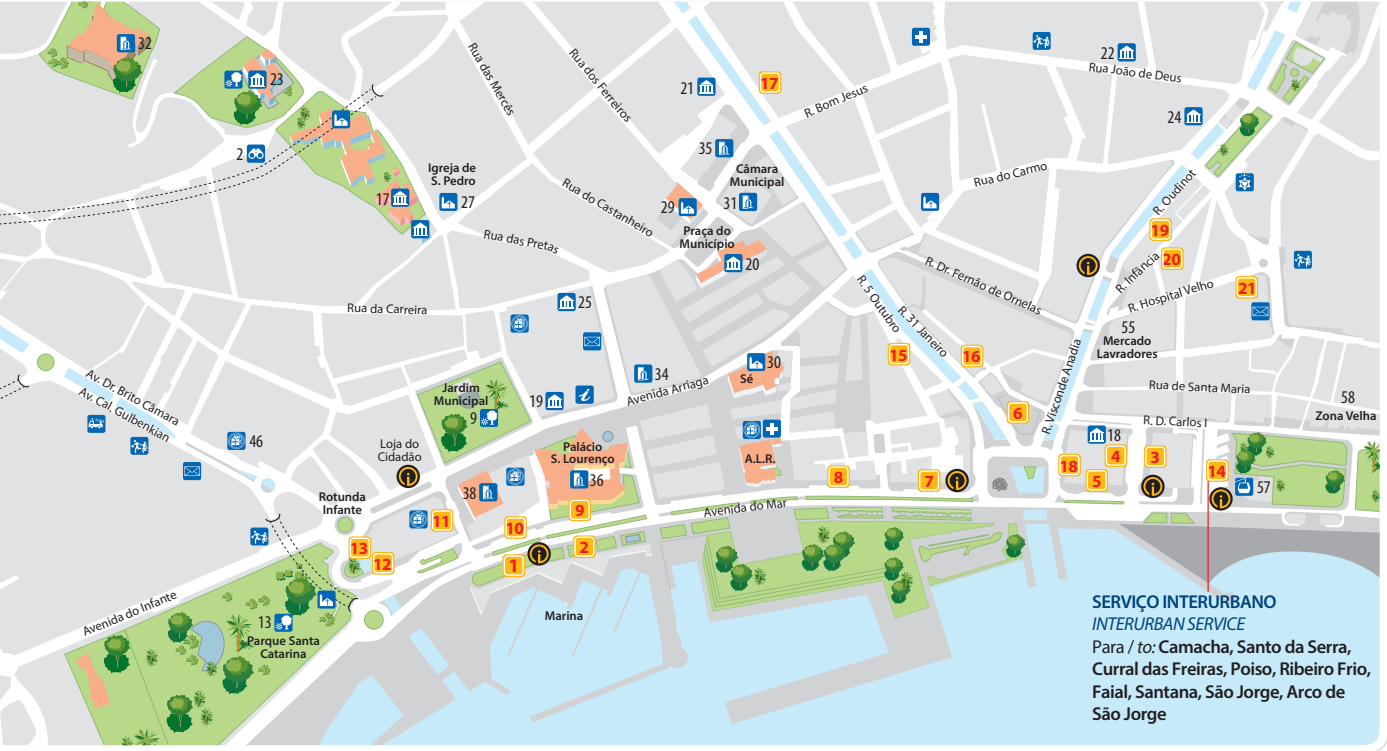 32
23
2
17
Igreja de
S. Pedro
27
Rua das Mercês
Rua dos Ferreiros
21
17
R. Bom Jesus
22
Rua João de Deus
24
35
Câmara
Municipal
31
29
Praça do
Município
20
Rua do Castanheiro
Rua das Pretas
Rua do Carmo
R. Oudinot
19
20
R. Infância
21
R. Hospital Velho
R. Dr. Fernão de Ornelas
Rua da Carreira
25
R. 5 Outubro
R. 31 Janeiro
15
16
55
Mercado
Lavradores
R. Visconde Anadia
Rua de Santa Maria
58
Zona Velha
Av. Dr. Brito Câmara
Av. Cal. Gulbenkian
Jardim
Municipal
9
19
34
Avenida Arriaga
30
Sé
6
R. D. Carlos I
46
Loja do
Cidadão
Palácio
S. Lourenço
36
A.L.R.
18
18
4
3
5
14
57
38
8
7
Rotunda
Infante
11
10
9
Avenida do Mar
13
12
1
2
Avenida do Infante
13
Parque Santa
Catarina
Marina
SERVIÇO INTERURBANO
INTERURBAN SERVICE
Para / to: Camacha, Santo da Serra,
Curral das Freiras, Poiso, Ribeiro Frio,
Faial, Santana, São Jorge, Arco de
São Jorge